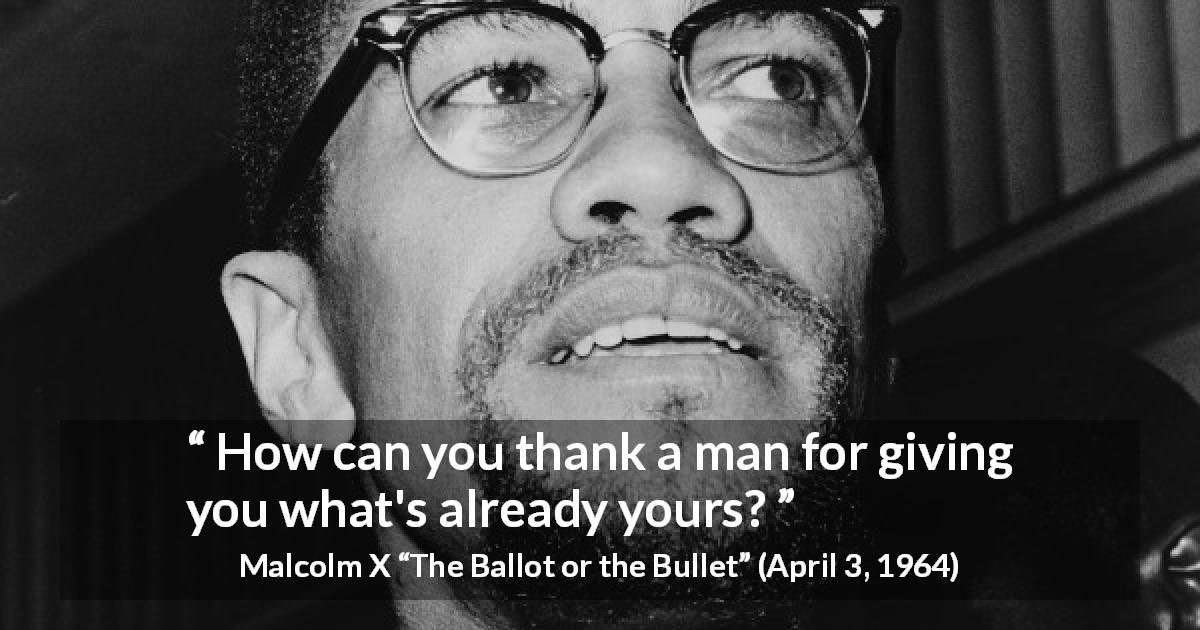 “ How can you thank a man for giving
you what's already yours? ”
Malcolm X “The Ballot or the Bullet” (April 3, 1964)